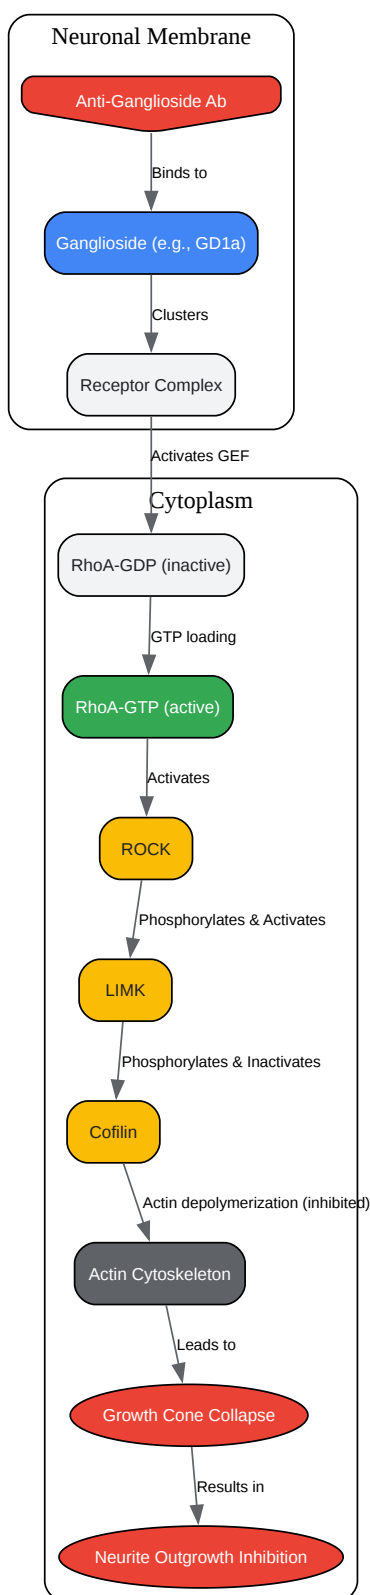 Neuronal Membrane
Anti-Ganglioside Ab
Binds to
Ganglioside (e.g., GD1a)
Clusters
Receptor Complex
Activates GEF
Cytoplasm
RhoA-GDP (inactive)
GTP loading
RhoA-GTP (active)
Activates
ROCK
Phosphorylates & Activates
LIMK
Phosphorylates & Inactivates
Cofilin
Actin depolymerization (inhibited)
Actin Cytoskeleton
Leads to
Growth Cone Collapse
Results in
Neurite Outgrowth Inhibition